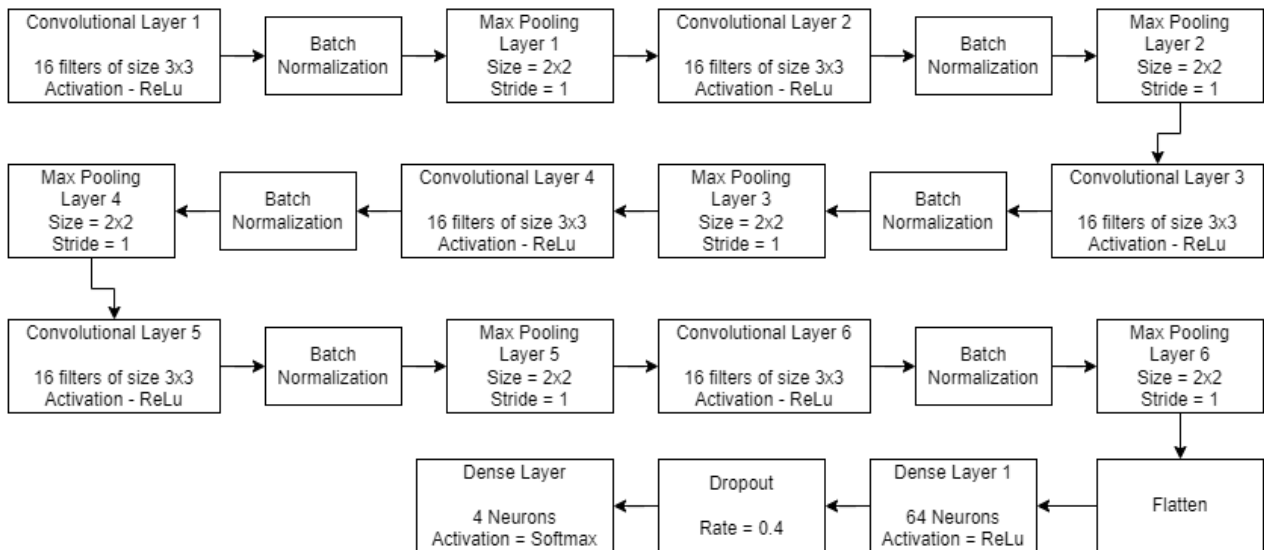 Convolutional Layer 1
16 filters of size 3x3
Activation - ReLu
Batch
Normalization
Max Pooling
Layer 1
Size = 2x2
Stride = 1
Convolutional Layer 2
16 filters of size 3x3
Activation - ReLu
Batch
Normalization
Max Pooling
Layer 2
Size = 2x2
Stride = 1
Convolutional Layer 3
16 filters of size 3x3
Activation - ReLu
Batch
Normalization
Max Pooling
Layer 3
Size = 2x2
Stride = 1
Convolutional Layer 4
16 filters of size 3x3
Activation - ReLu
Batch
Normalization
Max Pooling
Layer 4
Size = 2x2
Stride = 1
Convolutional Layer 5
16 filters of size 3x3
Activation - ReLu
Batch
Normalization
Max Pooling
Layer 5
Size = 2x2
Stride = 1
Convolutional Layer 6
16 filters of size 3x3
Activation - ReLu
Batch
Normalization
Max Pooling
Layer 6
Size = 2x2
Stride = 1
Flatten
Dense Layer 1
64 Neurons
Activation = ReLu
Dropout
Rate = 0.4
Dense Layer
4 Neurons
Activation = Softmax